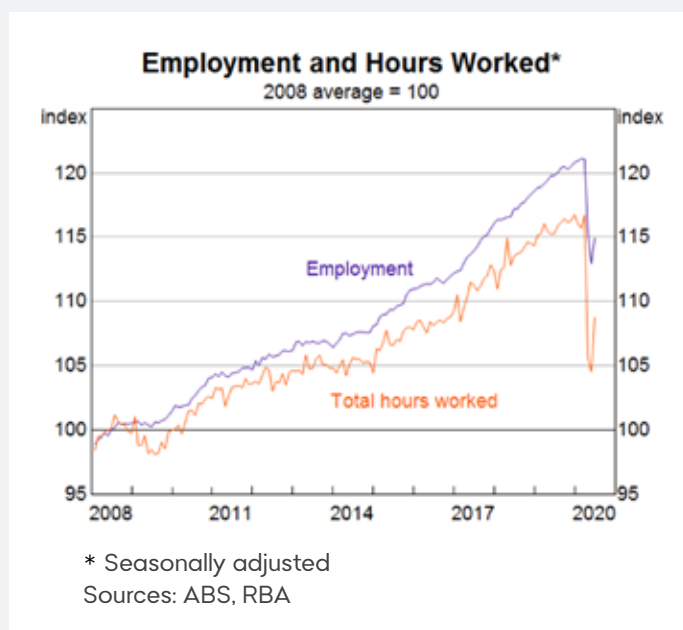 Employment and Hours Worked*
2008 average = 100
index index
120 120
115 115
Employment
110 110
105 105
Total hours worked
100 100
95 95
2008 2011 2014 2017 2020
* Seasonally adjusted
Sources: ABS, RBA